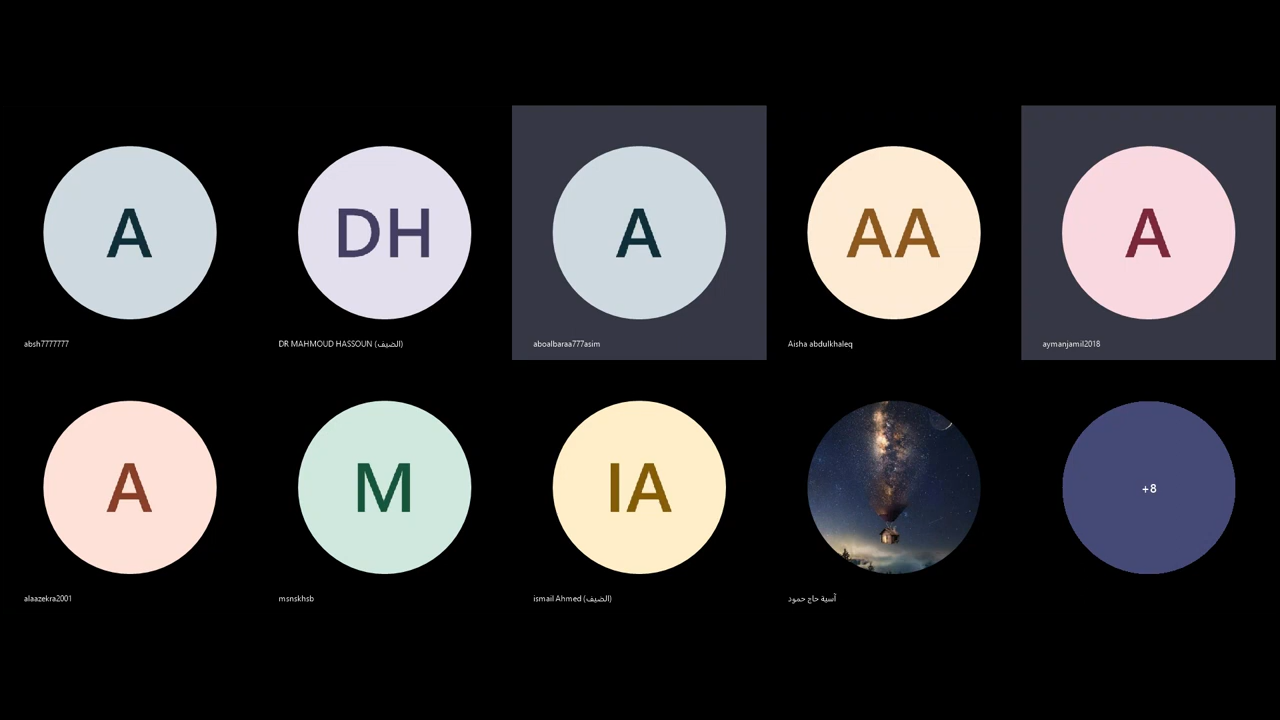 A
DH
A
AA
A
absh7777777
DR MAHMOUD HASSOUN (الضيف)
aboalbaraa777asim
Aisha abdulkhaleq
aymanjamil2018
A
M
IA
+8
alaazekra2001
msnskhsb
ismail Ahmed (الضيف)
آسية حاج حمود